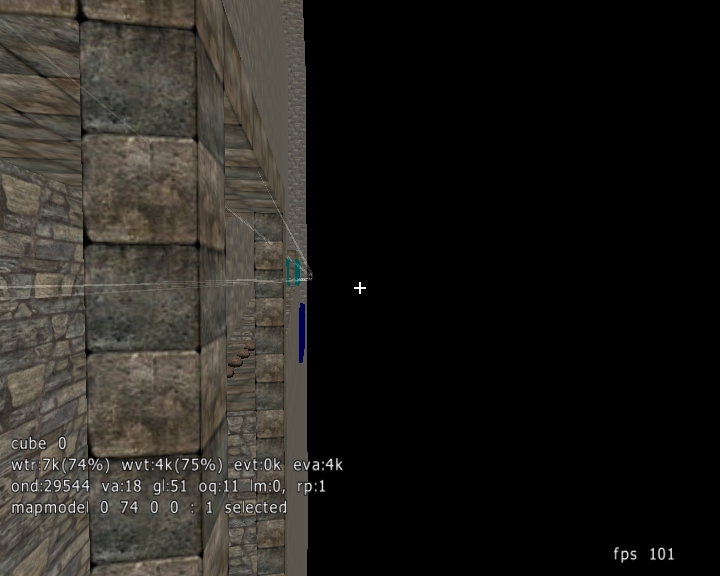 cube 0
wtr:7k(74%) wvt:4k(75%) evt:0k eva:4k
ond:29544 va:18 gl:51 oq:11 lm:0, rp:1
mapmodel 0 74 0 0 : 1 selected
fps 101